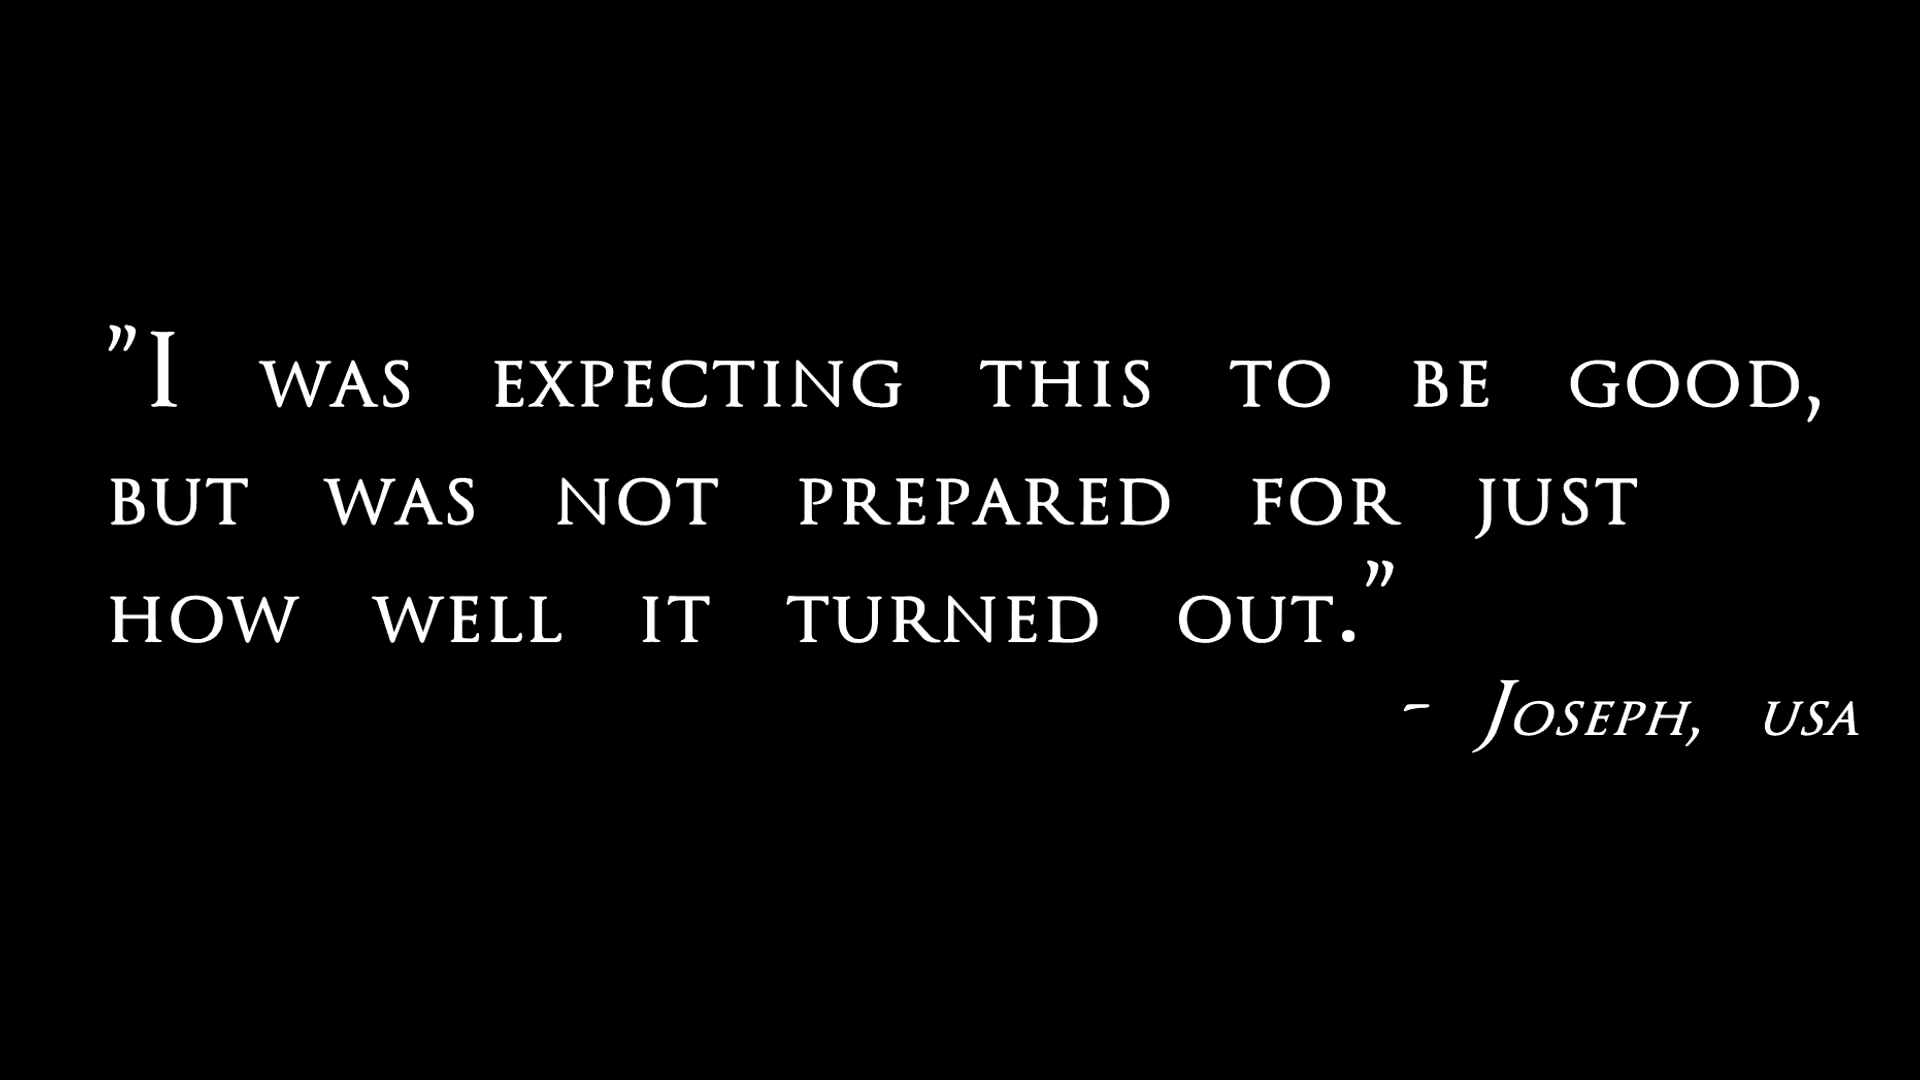 ”I was expecting this to be good,
but was not prepared for just
how well it turned out.”
- Joseph, usa